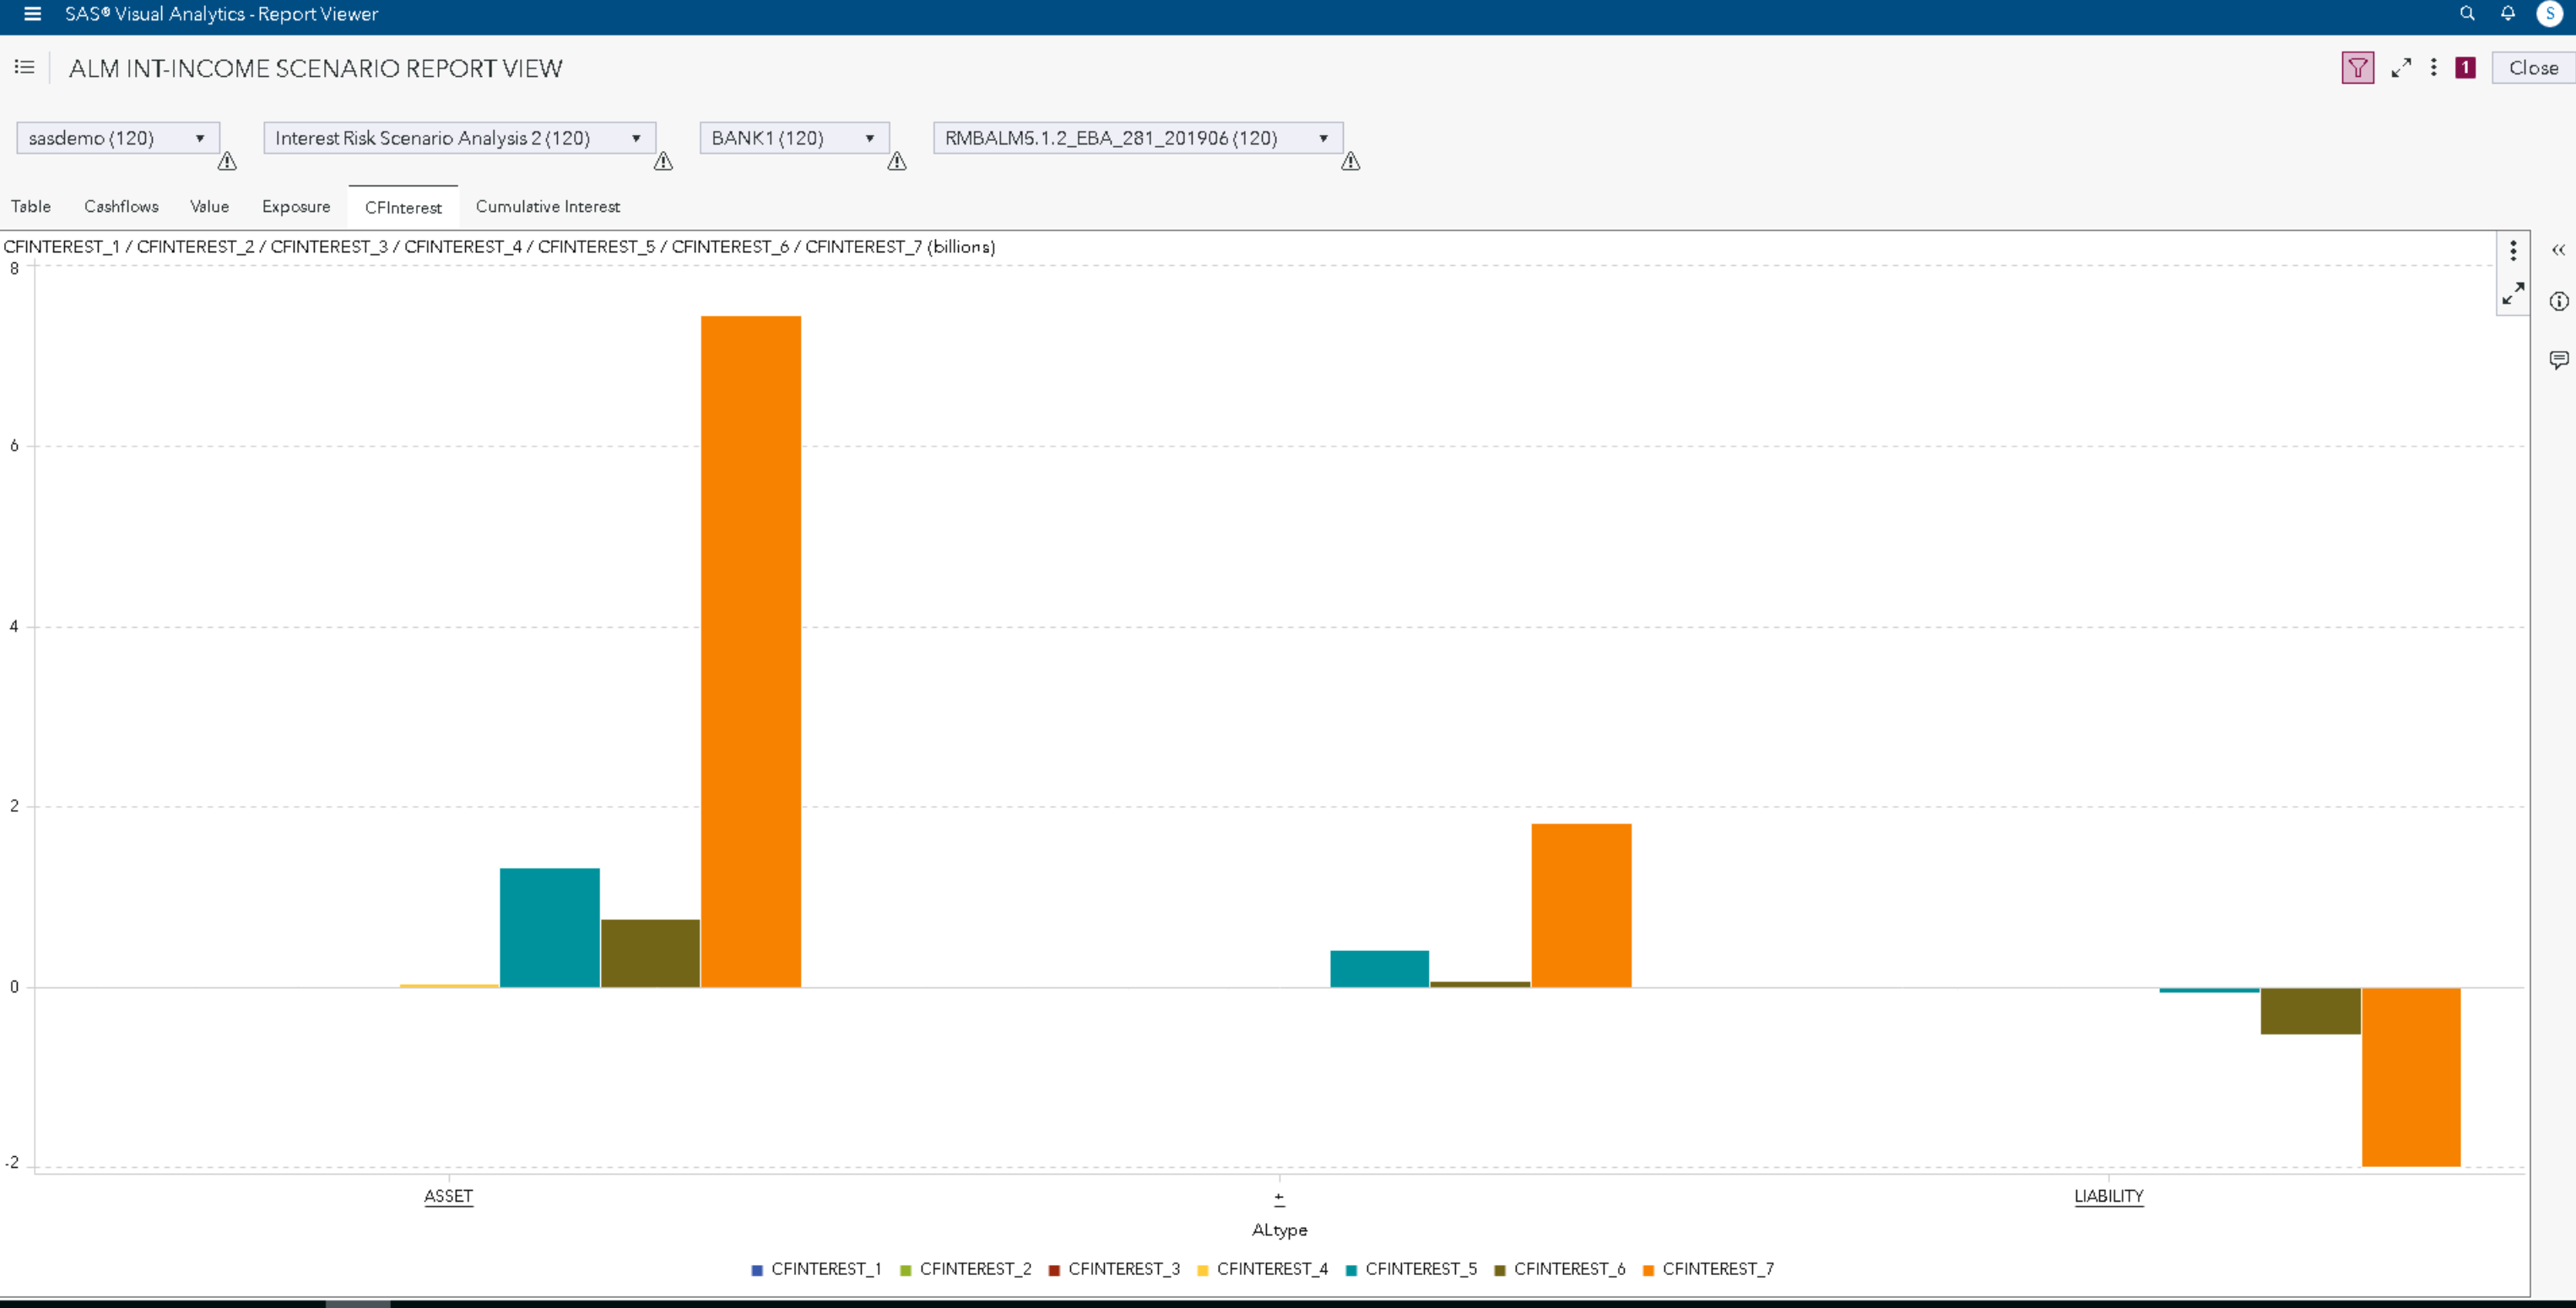 SAS® Visual Analytics - Report Viewer
S
ALM INT-INCOME SCENARIO REPORT VIEW
1
Close
sasdemo (120)
Interest Risk Scenario Analysis 2 (120)
BANK1 (120)
RMBALM5.1.2_EBA_281_201906 (120)
Table Cashflows Value Exposure CFInterest Cumulative Interest
CFINTEREST_1 / CFINTEREST_2 / CFINTEREST_3 / CFINTEREST_4 / CFINTEREST_5 / CFINTEREST_6 / CFINTEREST_7 (billions)
8
6
4
2
0
-2
ASSET + LIABILITY
ALtype
CFINTEREST_1 CFINTEREST_2 CFINTEREST_3 CFINTEREST_4 CFINTEREST_5 CFINTEREST_6 CFINTEREST_7